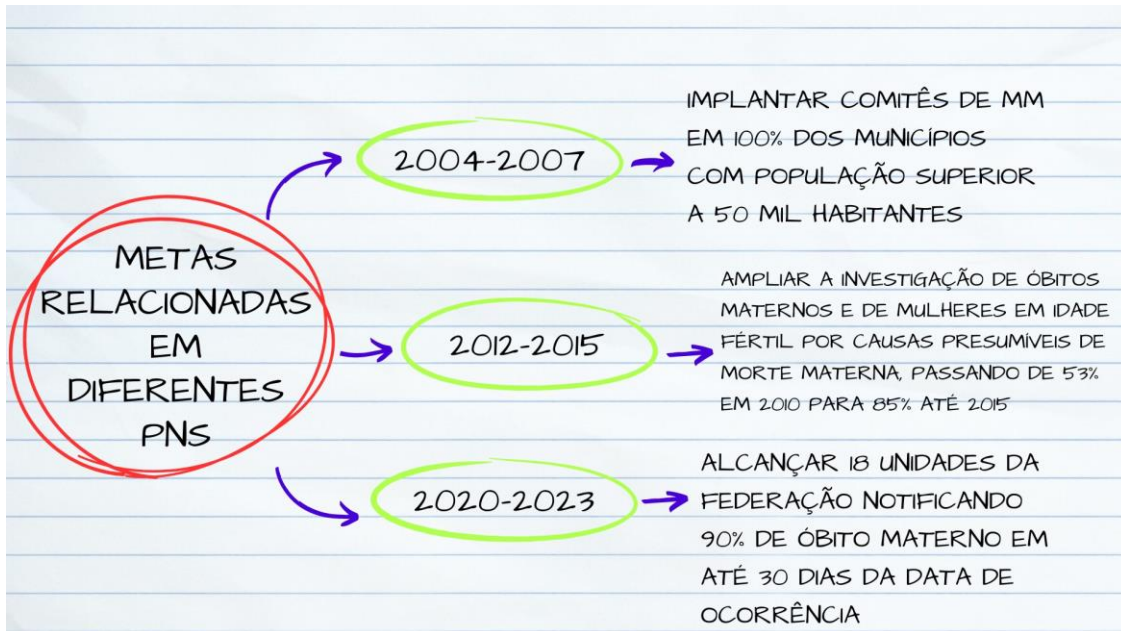 METAS
RELACIONADAS
EM
DIFERENTES
PNS
2004-2007
IMPLANTAR COMITÊS DE MM
EM 100% DOS MUNICÍPIOS
COM POPULAÇÃO SUPERIOR
A 50 MIL HABITANTES
2012-2015
AMPLIAR A INVESTIGAÇÃO DE ÓBITOS
MATERNOS E DE MULHERES EM IDADE
FÉRTIL POR CAUSAS PRESUMÍVEIS DE
MORTE MATERNA, PASSANDO DE 53%
EM 2010 PARA 85% ATÉ 2015
2020-2023
ALCANÇAR 18 UNIDADES DA
FEDERAÇÃO NOTIFICANDO
90% DE ÓBITO MATERNO EM
ATÉ 30 DIAS DA DATA DE
OCORRÊNCIA